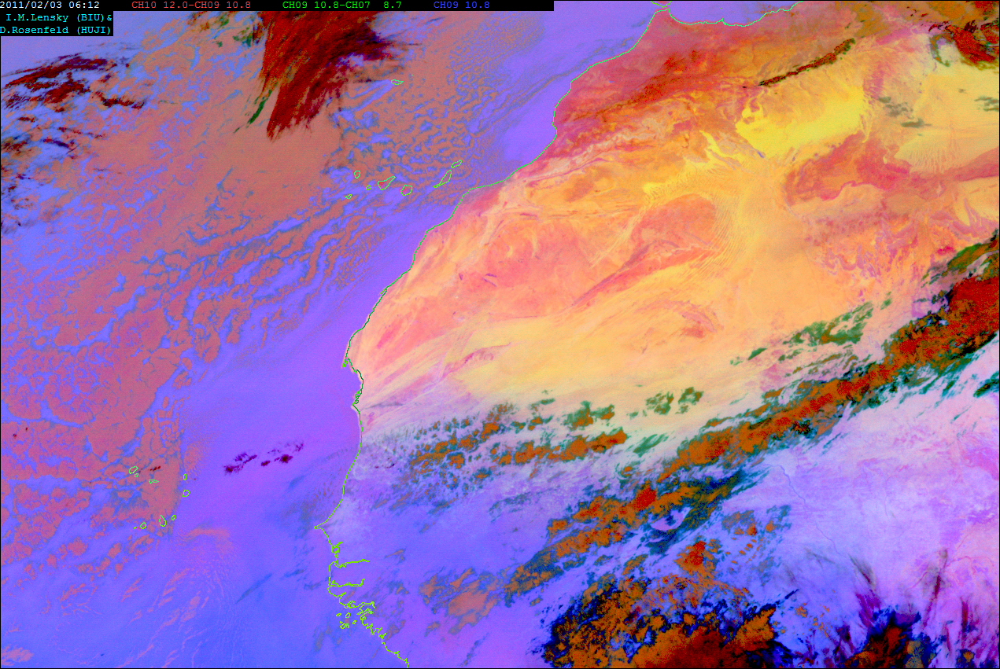 2011/02/03 06:12 CH10 12.0-CH09 10.8 CH09 10.8-CH07 8.7 CH09 10.8
I.M.Lensky (BIU)&
D.Rosenfeld (HUJI)